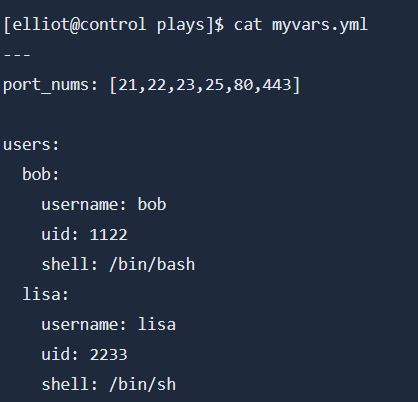 [elliot@control plays]$ cat myvars.yml
---
port_nums: [21,22,23,25,80,443]

users:
  bob:
    username: bob
    uid: 1122
    shell: /bin/bash
  lisa:
    username: lisa
    uid: 2233
    shell: /bin/sh